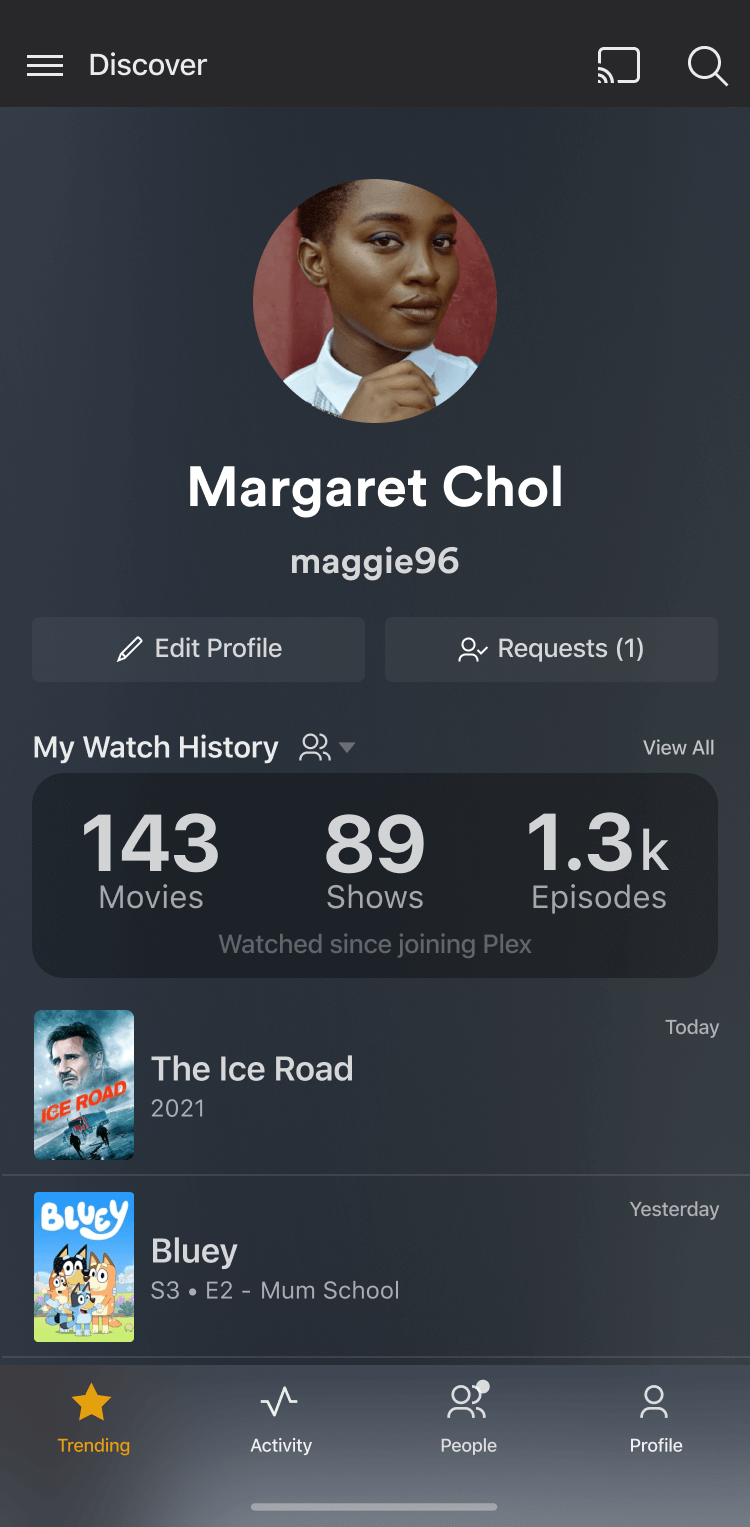 Discover
Margaret Chol
maggie96
Edit Profile
Requests (1)
My Watch History
View All
143
89
1.3k
Movies
Shows
Episodes
Watched since joining Plex
Today
ICE ROAD
The Ice Road
2021
Yesterday
BLUEY
Bluey
S3 • E2 - Mum School
Trending
Activity
People
Profile